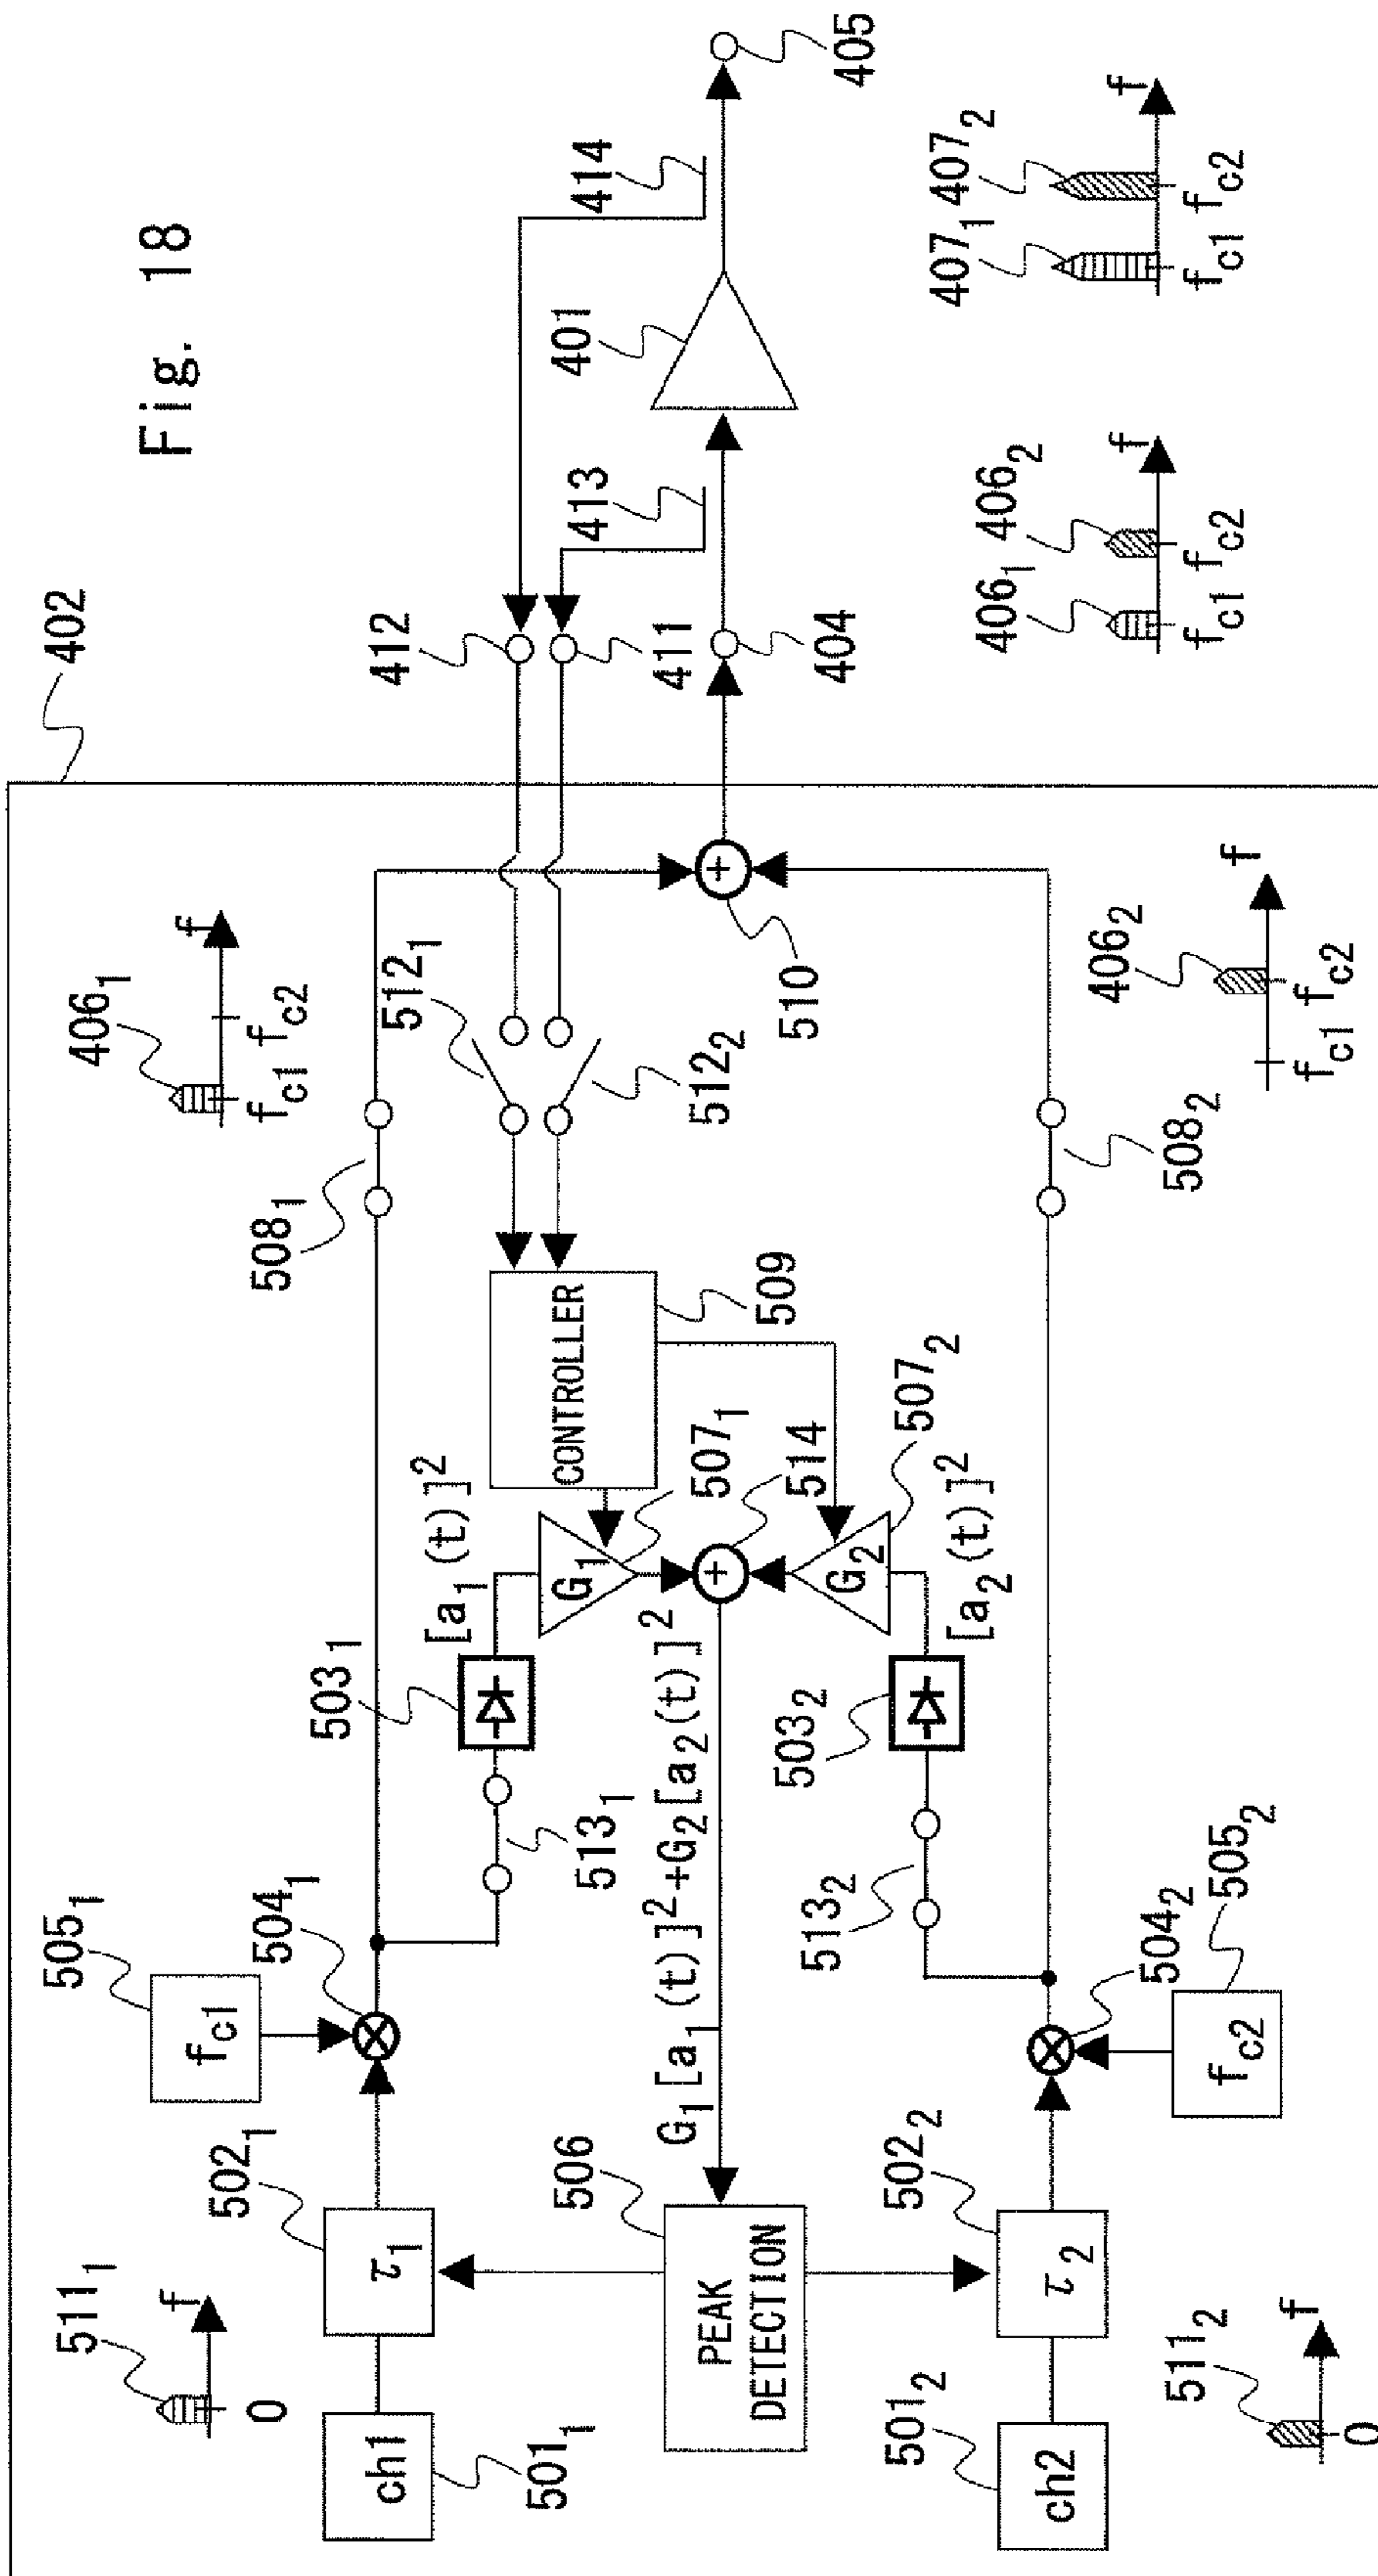 Fig. 18
402
505₁
f_c1
504₁
511₁
f
0
502₁
τ₁
ch1
501₁
508₁
406₁
f
f_c1 f_c2
503₁
[a₁(t)]²
513₁
G₁
507₁
CONTROLLER
509
512₁
512₂
412
411
413
414
401
404
405
510
514
506
PEAK
DETECTION
G₁[a₁(t)]²+G₂[a₂(t)]²
G₂
507₂
[a₂(t)]²
503₂
513₂
502₂
τ₂
ch2
501₂
511₂
f
0
504₂
505₂
f_c2
508₂
406₂
f
f_c1 f_c2
406₁ 406₂
f
f_c1 f_c2
407₁ 407₂
f
f_c1 f_c2